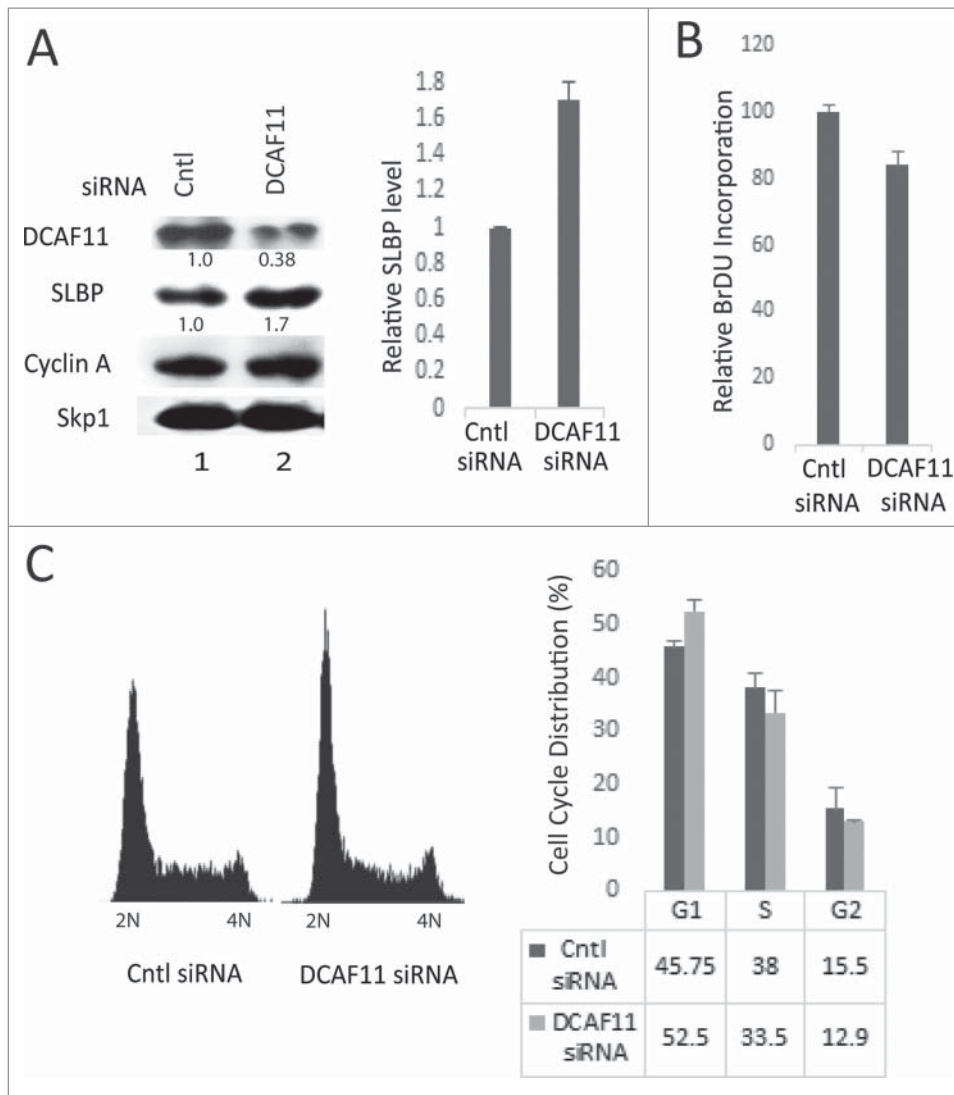 A
siRNA
Cntl
DCAF11
DCAF11
1.0 0.38
SLBP
1.0 1.7
Cyclin A
Skp1
1 2
Relative SLBP level
1.8
1.6
1.4
1.2
1
0.8
0.6
0.4
0.2
0
Cntl siRNA
DCAF11 siRNA
B
Relative BrDU Incorporation
120
100
80
60
40
20
0
Cntl siRNA
DCAF11 siRNA
C
2N 4N
Cntl siRNA
2N 4N
DCAF11 siRNA
Cell Cycle Distribution (%)
60
50
40
30
20
10
0
G1 S G2
Cntl siRNA 45.75 38 15.5
DCAF11 siRNA 52.5 33.5 12.9